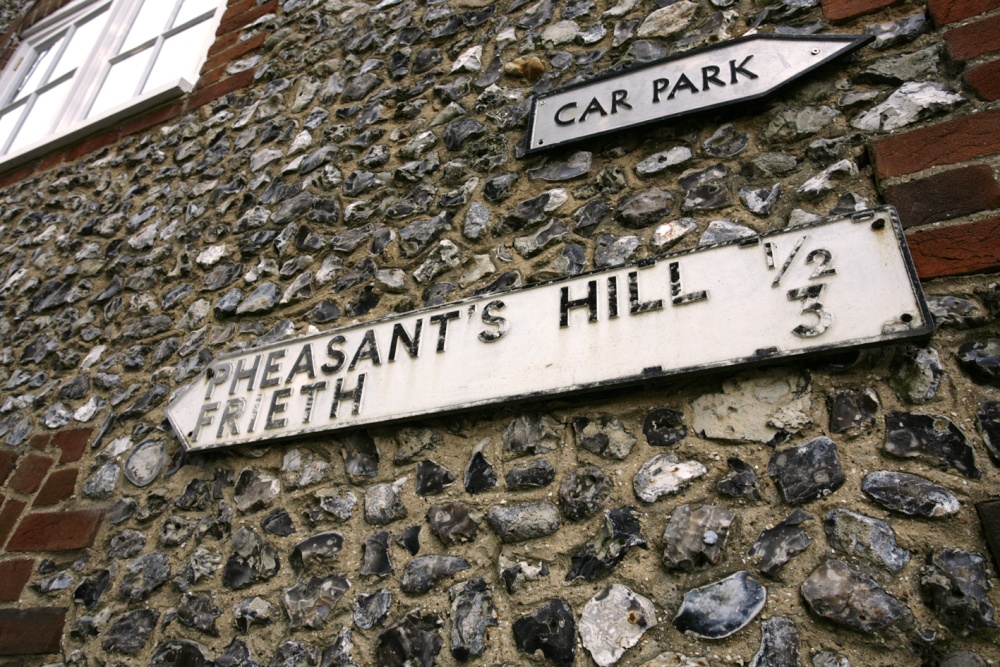 CAR PARK
PHEASANT'S HILL 1/2
FRIETH 3